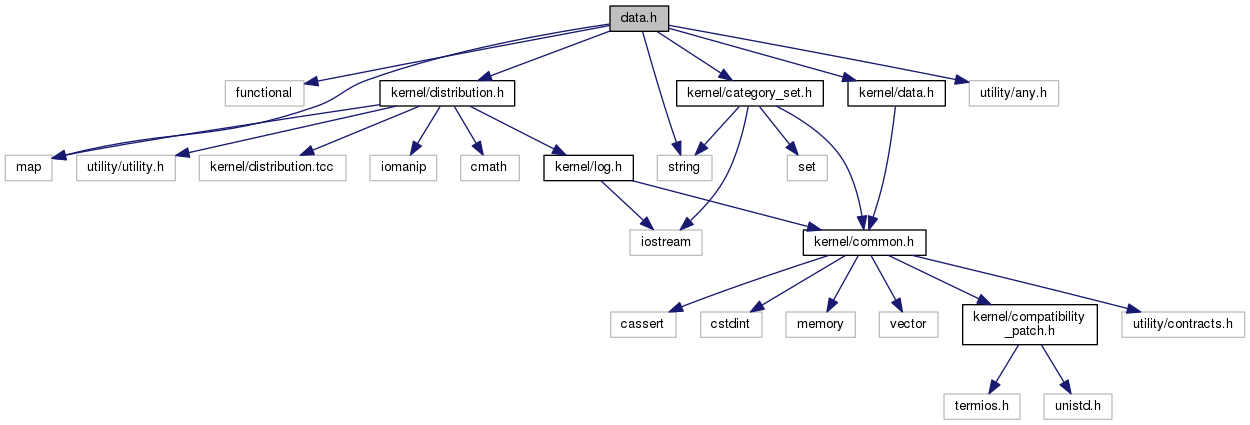 data.h
functional
kernel/distribution.h
kernel/category_set.h
kernel/data.h
utility/any.h
map
utility/utility.h
kernel/distribution.tcc
iomanip
cmath
kernel/log.h
string
set
iostream
kernel/common.h
cassert
cstdint
memory
vector
kernel/compatibility
_patch.h
utility/contracts.h
termios.h
unistd.h